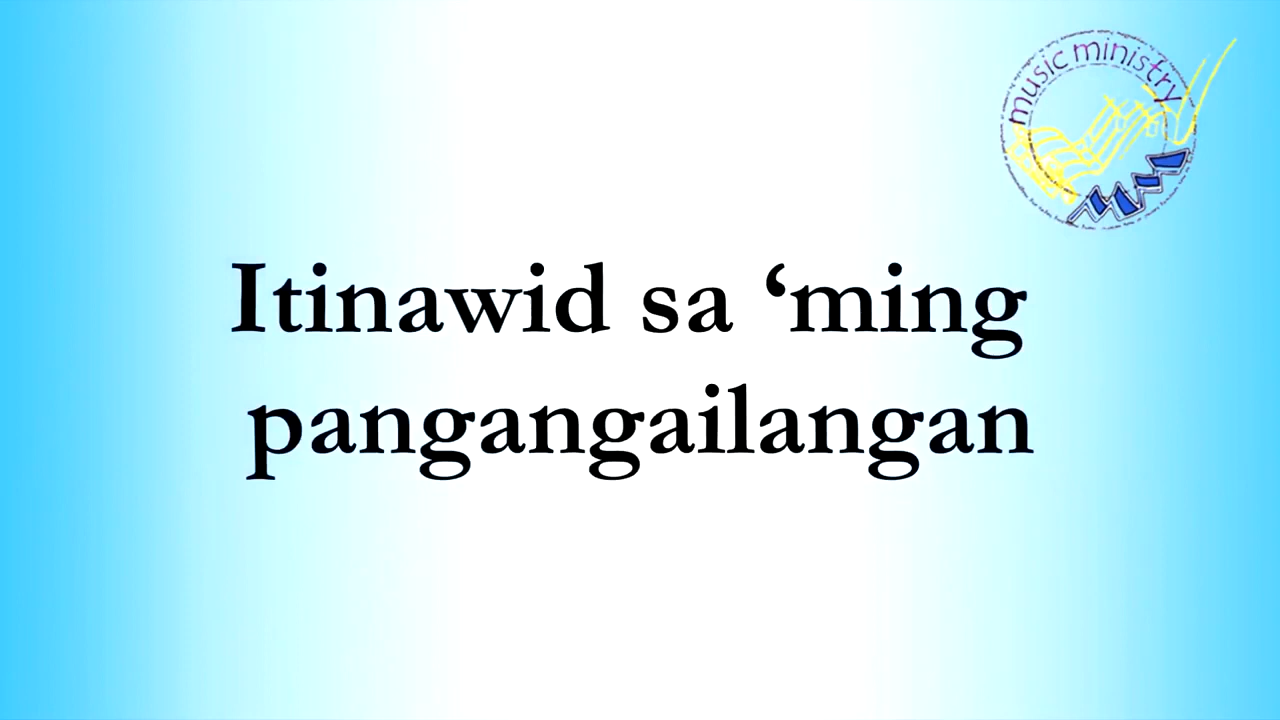 music ministry
Itinawid sa ‘ming
pangangailangan